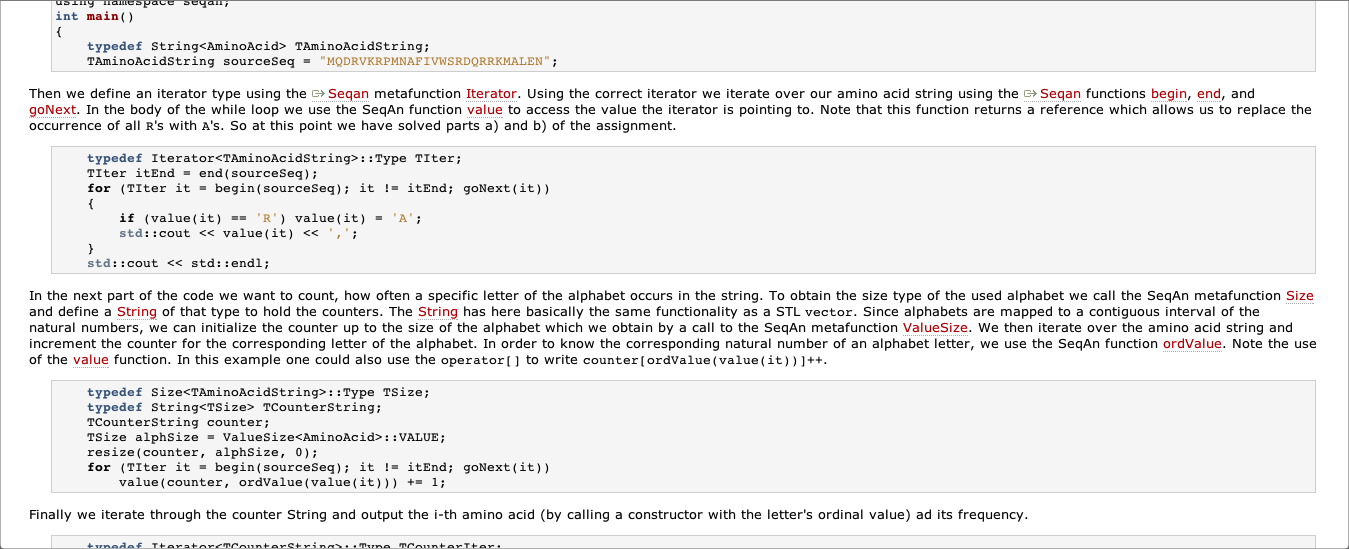 using namespace seqan;
int main()
{
    typedef String<AminoAcid> TAminoAcidString;
    TAminoAcidString sourceSeq = "MQDRVKRPMNAFIVWSRDQRRKMALEN";
Then we define an iterator type using the Seqan metafunction Iterator. Using the correct iterator we iterate over our amino acid string using the Seqan functions begin, end, and
goNext. In the body of the while loop we use the SeqAn function value to access the value the iterator is pointing to. Note that this function returns a reference which allows us to replace the
occurrence of all R's with A's. So at this point we have solved parts a) and b) of the assignment.
    typedef Iterator<TAminoAcidString>::Type TIter;
    TIter itEnd = end(sourceSeq);
    for (TIter it = begin(sourceSeq); it != itEnd; goNext(it))
    {
        if (value(it) == 'R') value(it) = 'A';
        std::cout << value(it) << ',';
    }
    std::cout << std::endl;
In the next part of the code we want to count, how often a specific letter of the alphabet occurs in the string. To obtain the size type of the used alphabet we call the SeqAn metafunction Size
and define a String of that type to hold the counters. The String has here basically the same functionality as a STL vector. Since alphabets are mapped to a contiguous interval of the
natural numbers, we can initialize the counter up to the size of the alphabet which we obtain by a call to the SeqAn metafunction ValueSize. We then iterate over the amino acid string and
increment the counter for the corresponding letter of the alphabet. In order to know the corresponding natural number of an alphabet letter, we use the SeqAn function ordValue. Note the use
of the value function. In this example one could also use the operator[] to write counter[ordValue(value(it))]++.
    typedef Size<TAminoAcidString>::Type TSize;
    typedef String<TSize> TCounterString;
    TCounterString counter;
    TSize alphSize = ValueSize<AminoAcid>::VALUE;
    resize(counter, alphSize, 0);
    for (TIter it = begin(sourceSeq); it != itEnd; goNext(it))
        value(counter, ordValue(value(it))) += 1;
Finally we iterate through the counter String and output the i-th amino acid (by calling a constructor with the letter's ordinal value) ad its frequency.
    typedef Iterator<TCounterString>::Type TCounterIter;